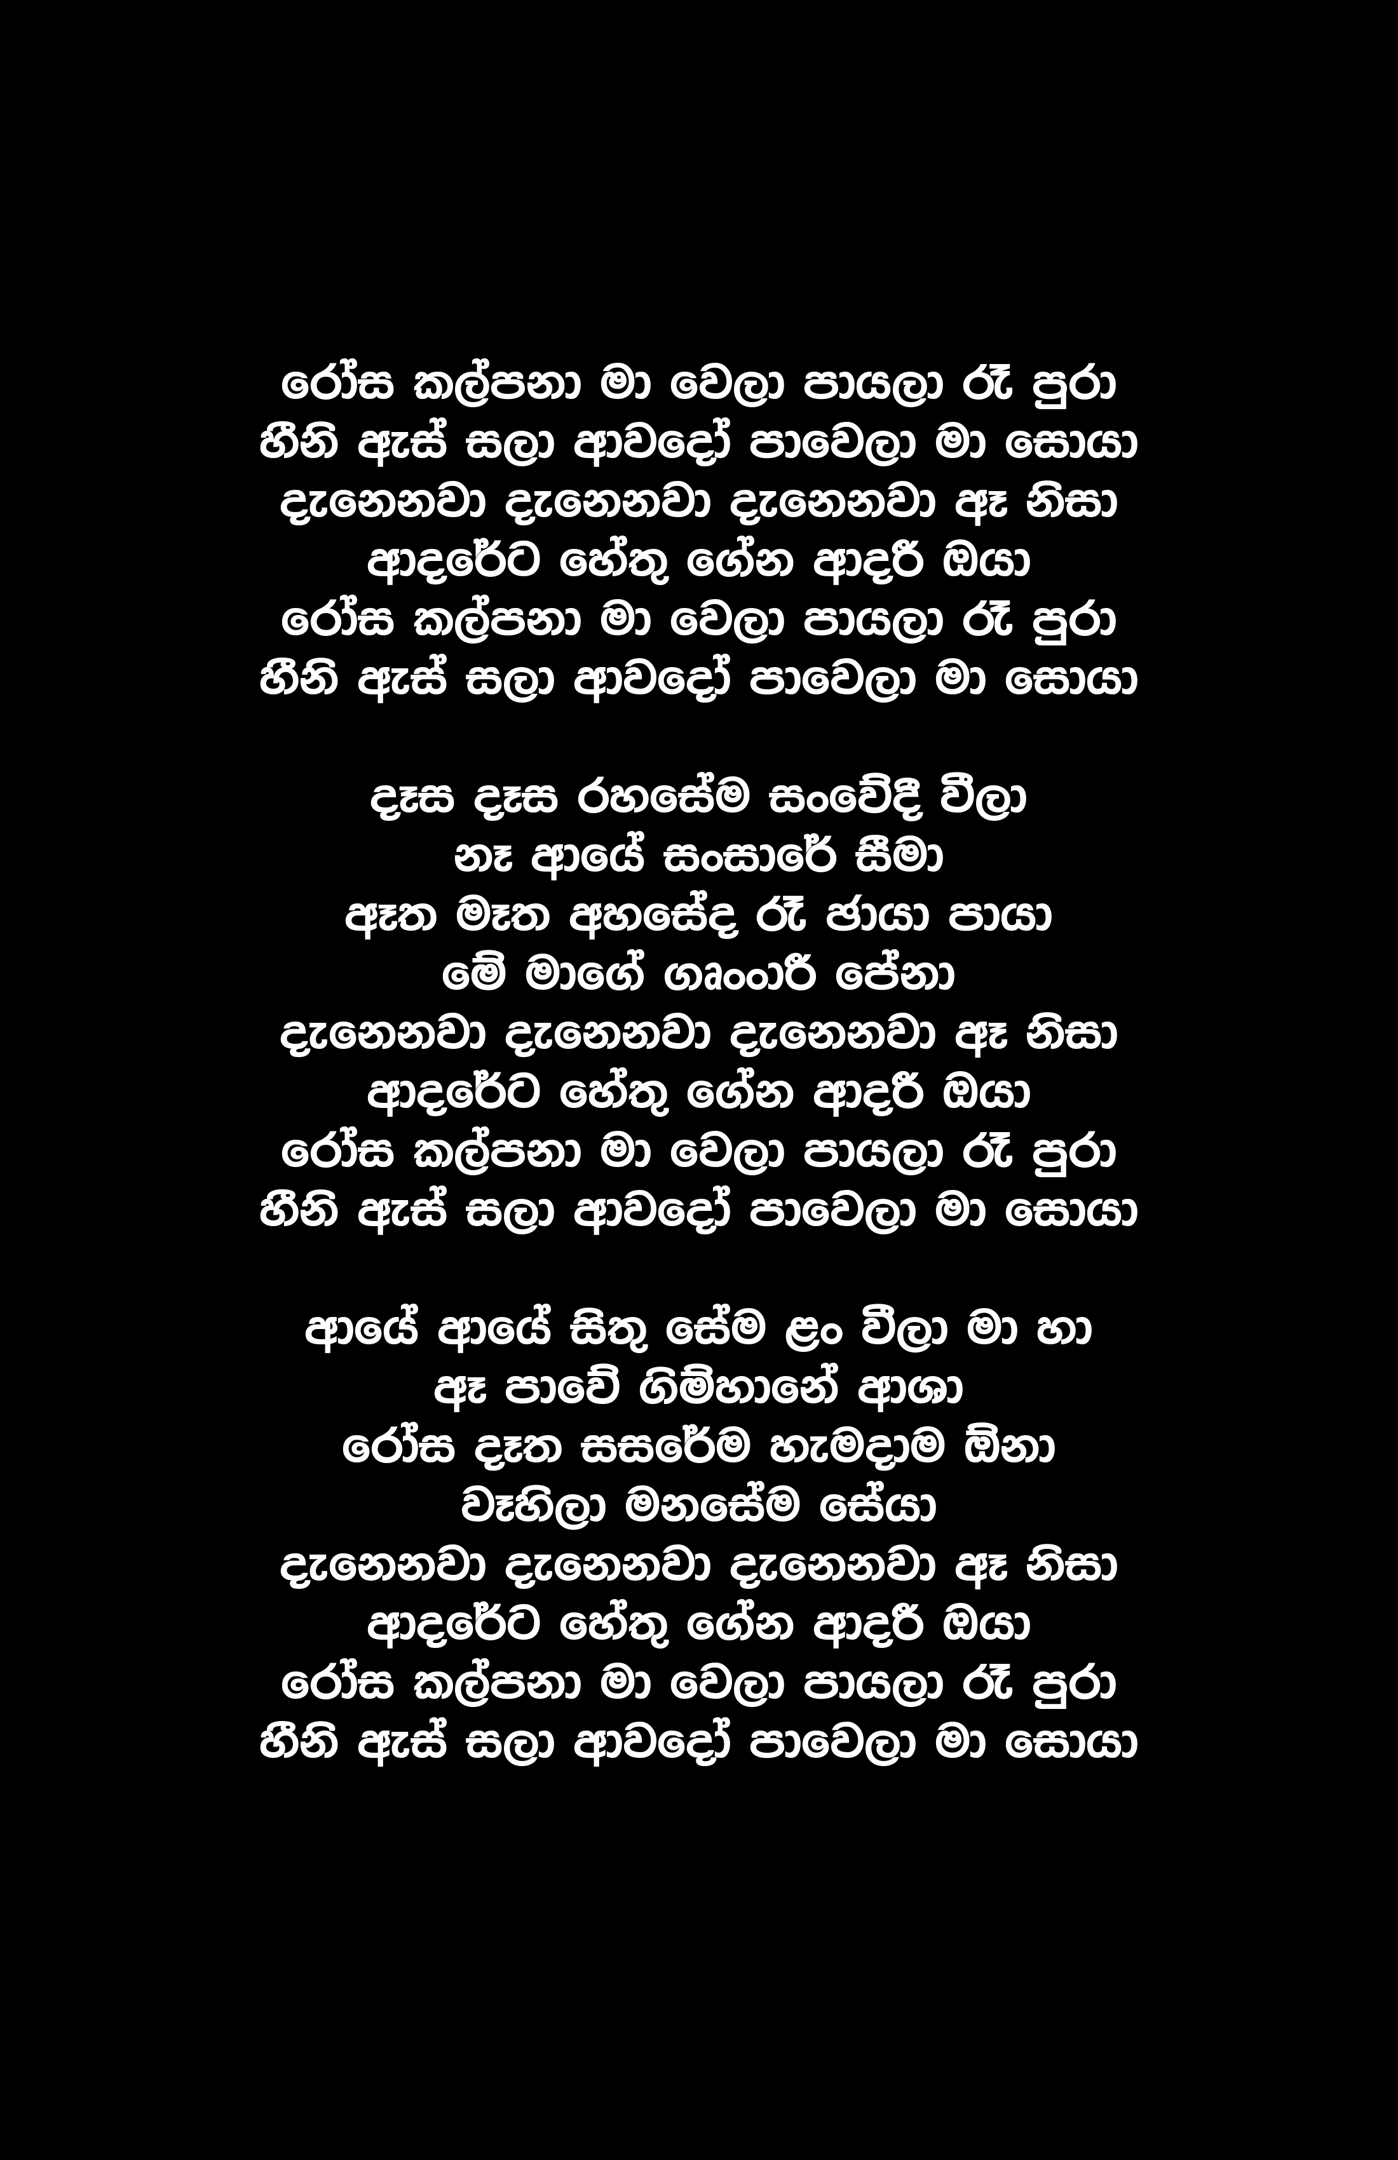 රෝස කල්පනා මා වෙලා පායලා රෑ පුරා
හීනි ඇස් සලා ආවදෝ පාවෙලා මා සොයා
දැනෙනවා දැනෙනවා දැනෙනවා ඈ නිසා
ආදරේට හේතු ගේන ආදරී ඔයා
රෝස කල්පනා මා වෙලා පායලා රෑ පුරා
හීනි ඇස් සලා ආවදෝ පාවෙලා මා සොයා
දෑස දෑස රහසේම සංවේදී වීලා
නෑ ආයේ සංසාරේ සීමා
ඈත මෑත අහසේද රෑ ඡායා පායා
මේ මාගේ ගෘංංාරී පේනා
දැනෙනවා දැනෙනවා දැනෙනවා ඈ නිසා
ආදරේට හේතු ගේන ආදරී ඔයා
රෝස කල්පනා මා වෙලා පායලා රෑ පුරා
හීනි ඇස් සලා ආවදෝ පාවෙලා මා සොයා
ආයේ ආයේ සිතු සේම ළං වීලා මා හා
ඈ පාවේ ගිම්හානේ ආශා
රෝස දෑත සසරේම හැමදාම ඕනා
වෑහිලා මනසේම සේයා
දැනෙනවා දැනෙනවා දැනෙනවා ඈ නිසා
ආදරේට හේතු ගේන ආදරී ඔයා
රෝස කල්පනා මා වෙලා පායලා රෑ පුරා
හීනි ඇස් සලා ආවදෝ පාවෙලා මා සොයා